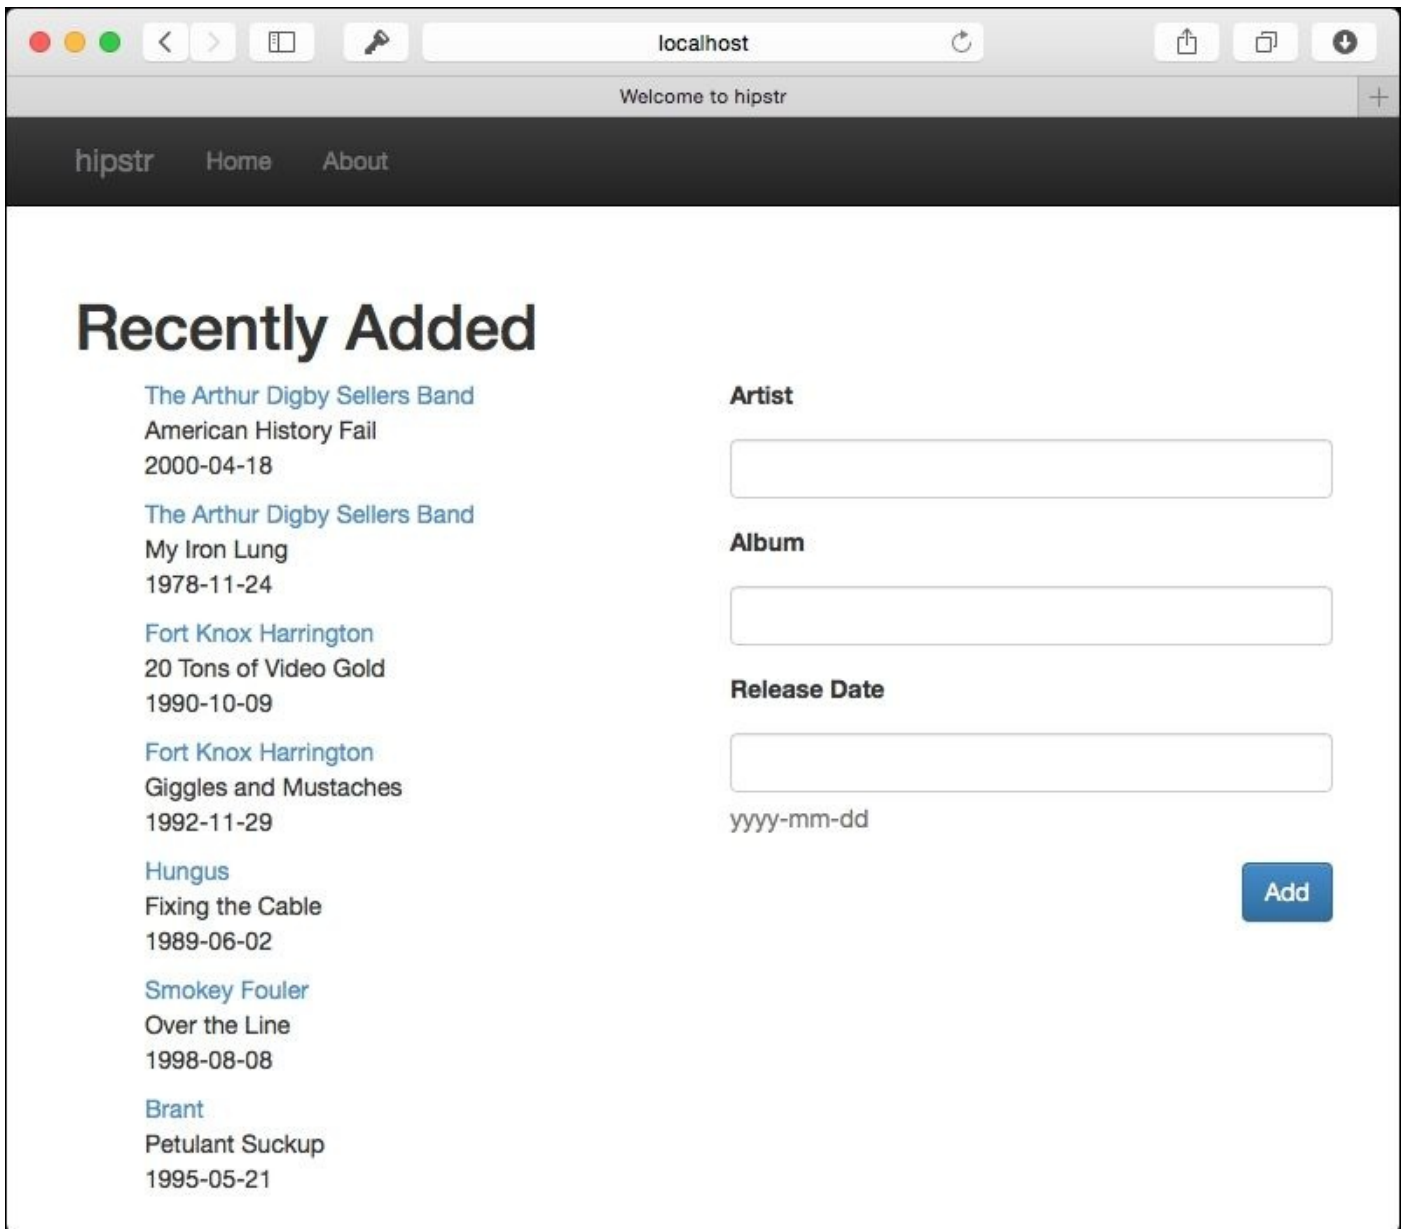 localhost
Welcome to hipstr
hipstr Home About
Recently Added
The Arthur Digby Sellers Band
American History Fail
2000-04-18
The Arthur Digby Sellers Band
My Iron Lung
1978-11-24
Fort Knox Harrington
20 Tons of Video Gold
1990-10-09
Fort Knox Harrington
Giggles and Mustaches
1992-11-29
Hungus
Fixing the Cable
1989-06-02
Smokey Fouler
Over the Line
1998-08-08
Brant
Petulant Suckup
1995-05-21
Artist
Album
Release Date
yyyy-mm-dd
Add